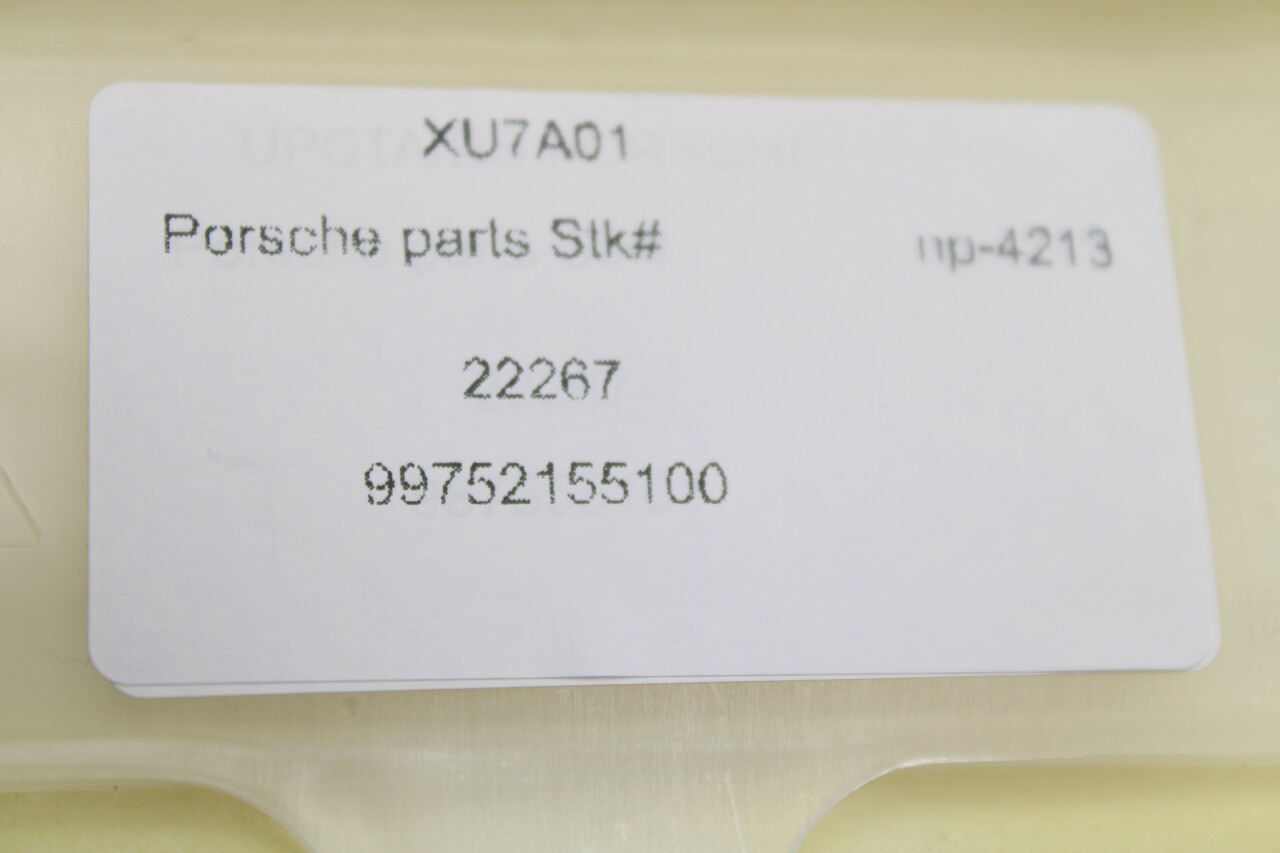 XU7A01
Porsche parts Stk# np-4213
22267
99752155100